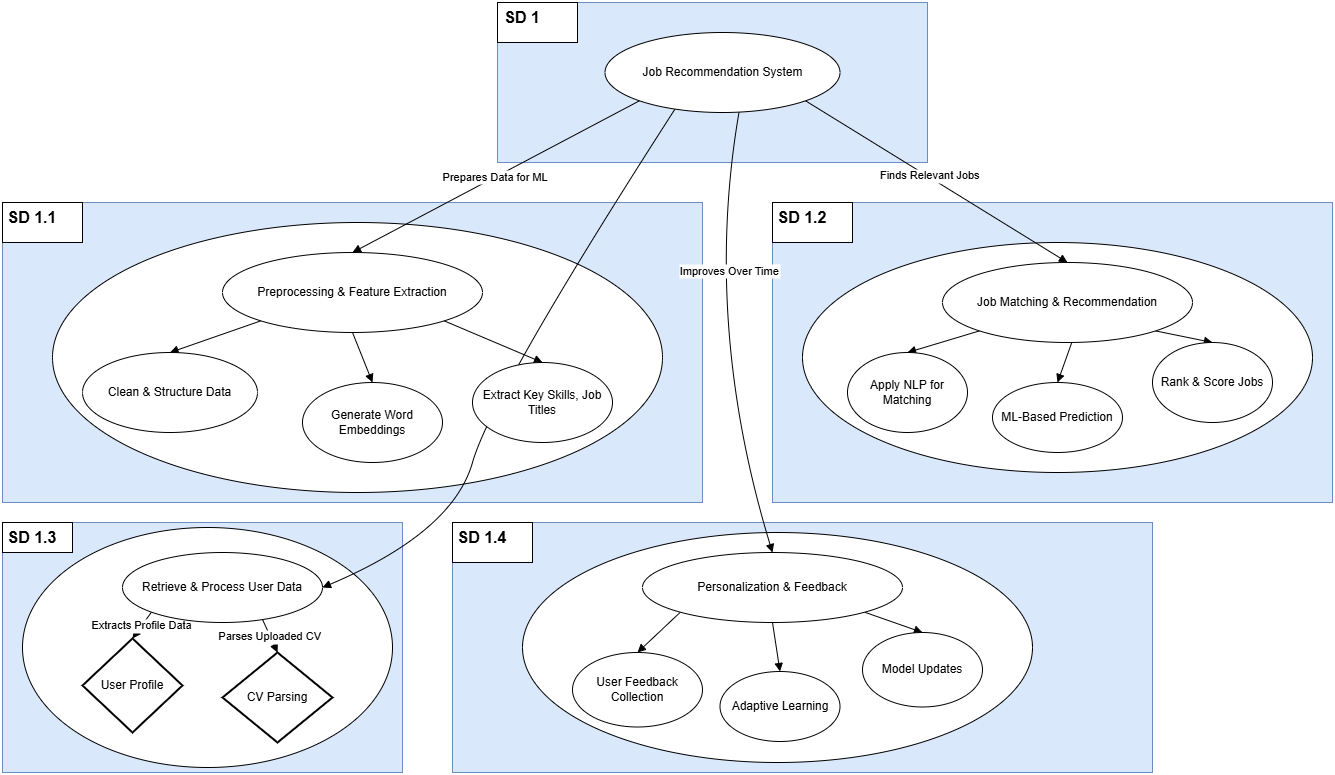 SD 1
Job Recommendation System
Prepares Data for ML
Finds Relevant Jobs
SD 1.1
Preprocessing & Feature Extraction
Clean & Structure Data
Generate Word
Embeddings
Extract Key Skills, Job
Titles
Improves Over Time
SD 1.2
Job Matching & Recommendation
Apply NLP for
Matching
ML-Based Prediction
Rank & Score Jobs
SD 1.3
Retrieve & Process User Data
Extracts Profile Data
Parses Uploaded CV
User Profile
CV Parsing
SD 1.4
Personalization & Feedback
User Feedback
Collection
Adaptive Learning
Model Updates